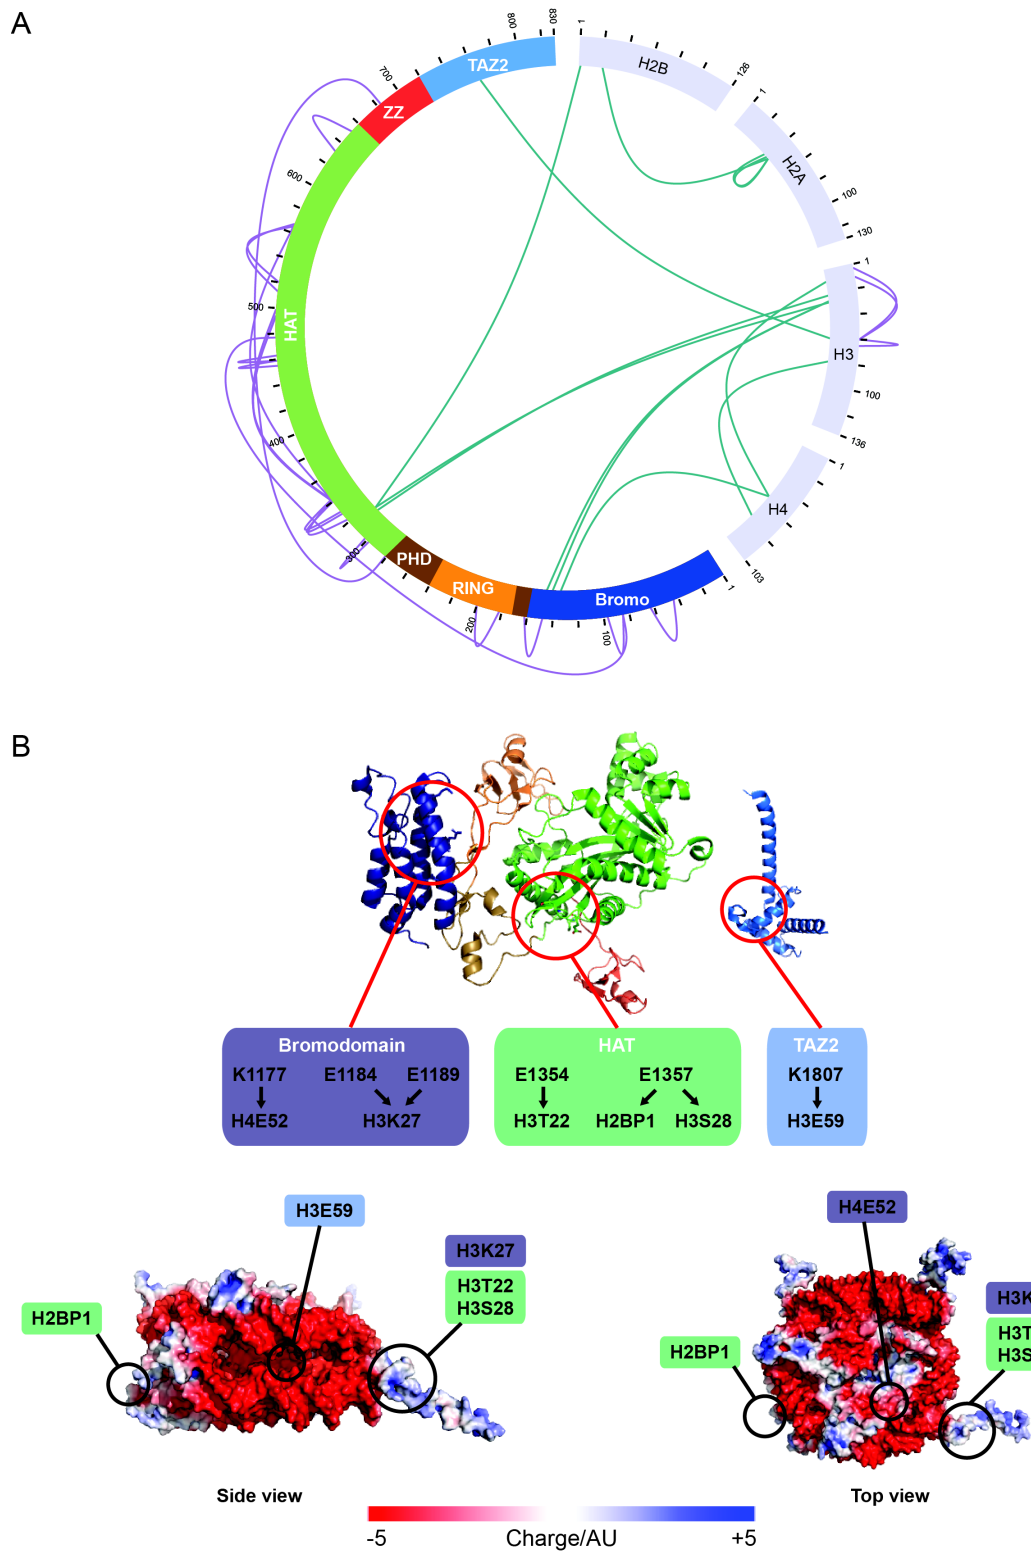 A
800
830
1
TAZ2
H2B
126
700
ZZ
1
H2A
600
100
130
1
500
HAT
H3
100
400
136
1
H4
300
PHD
103
RING
Bromo
1
200
100
B
Bromodomain
HAT
TAZ2
K1177 E1184 E1189
E1354 E1357
K1807
H4E52 H3K27
H3T22 H2BP1 H3S28
H3E59
H3E59
H4E52
H3K27
H3K
H2BP1
H3T22
H3S28
H2BP1
H3T
H3S
Side view
Top view
-5 Charge/AU +5